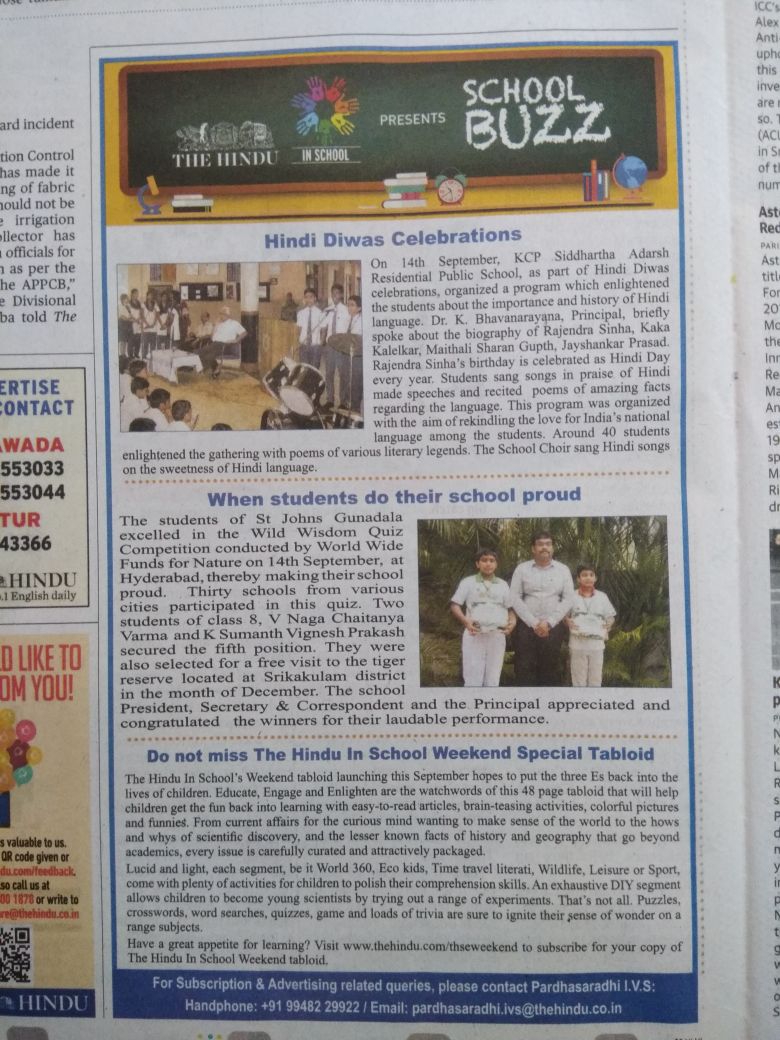 ard incident
tion Control
has made it
ng of fabric
hould not be
e irrigation
ollector has
officials for
n as per the
he APPCB,"
e Divisional
ba told The
ERTISE
CONTACT
AWADA
553033
553044
TUR
43366
HINDU
.1 English daily
D LIKE TO
OM YOU!
s valuable to us.
QR code given or
du.com/feedback.
so call us at
00 1878 or write to
re@thehindu.co.in
HINDU
THE HINDU
IN SCHOOL
PRESENTS
SCHOOL
BUZZ
Hindi Diwas Celebrations
On 14th September, KCP Siddhartha Adarsh
Residential Public School, as part of Hindi Diwas
celebrations, organized a program which enlightened
the students about the importance and history of Hindi
language. Dr. K. Bhavanarayana, Principal, briefly
spoke about the biography of Rajendra Sinha, Kaka
Kalelkar, Maithali Sharan Gupth, Jayshankar Prasad.
Rajendra Sinha's birthday is celebrated as Hindi Day
every year. Students sang songs in praise of Hindi
made speeches and recited poems of amazing facts
regarding the language. This program was organized
with the aim of rekindling the love for India's national
language among the students. Around 40 students
enlightened the gathering with poems of various literary legends. The School Choir sang Hindi songs
on the sweetness of Hindi language.
When students do their school proud
The students of St Johns Gunadala
excelled in the Wild Wisdom Quiz
Competition conducted by World Wide
Funds for Nature on 14th September, at
Hyderabad, thereby making their school
proud. Thirty schools from various
cities participated in this quiz. Two
students of class 8, V Naga Chaitanya
Varma and K Sumanth Vignesh Prakash
secured the fifth position. They were
also selected for a free visit to the tiger
reserve located at Srikakulam district
in the month of December. The school
President, Secretary & Correspondent and the Principal appreciated and
congratulated the winners for their laudable performance.
Do not miss The Hindu In School Weekend Special Tabloid
The Hindu In School's Weekend tabloid launching this September hopes to put the three Es back into the
lives of children. Educate, Engage and Enlighten are the watchwords of this 48 page tabloid that will help
children get the fun back into learning with easy-to-read articles, brain-teasing activities, colorful pictures
and funnies. From current affairs for the curious mind wanting to make sense of the world to the hows
and whys of scientific discovery, and the lesser known facts of history and geography that go beyond
academics, every issue is carefully curated and attractively packaged.
Lucid and light, each segment, be it World 360, Eco kids, Time travel literati, Wildlife, Leisure or Sport,
come with plenty of activities for children to polish their comprehension skills. An exhaustive DIY segment
allows children to become young scientists by trying out a range of experiments. That's not all. Puzzles,
crosswords, word searches, quizzes, game and loads of trivia are sure to ignite their sense of wonder on a
range subjects.
Have a great appetite for learning? Visit www.thehindu.com/thseweekend to subscribe for your copy of
The Hindu In School Weekend tabloid.
For Subscription & Advertising related queries, please contact Pardhasaradhi I.V.S:
Handphone: +91 99482 29922 / Email: pardhasaradhi.ivs@thehindu.co.in
ICC's
Alex
Anti-
upho
this
inve
are
so.
(ACU
in S
of th
num
Ast
Red
PARI
Ast
titl
For
20